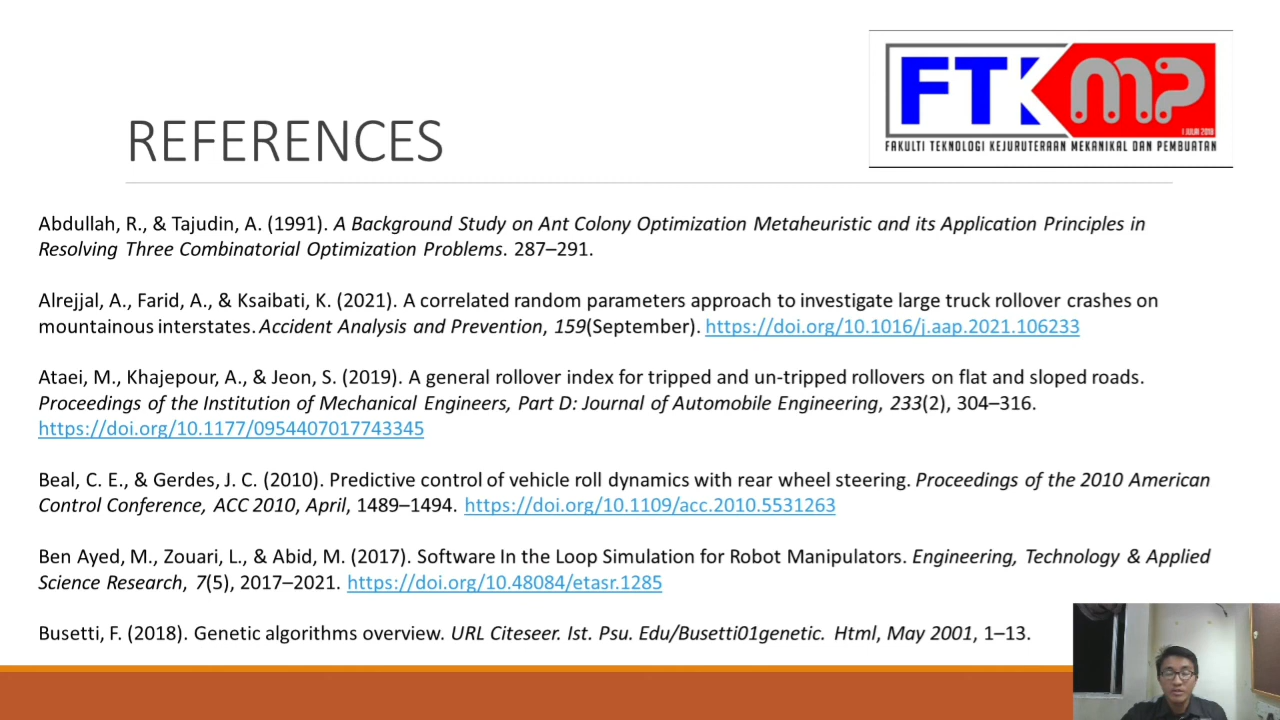 FTKMP
1 JULAI 2018
FAKULTI TEKNOLOGI KEJURUTERAAN MEKANIKAL DAN PEMBUATAN
REFERENCES
Abdullah, R., & Tajudin, A. (1991). A Background Study on Ant Colony Optimization Metaheuristic and its Application Principles in
Resolving Three Combinatorial Optimization Problems. 287–291.
Alrejjal, A., Farid, A., & Ksaibati, K. (2021). A correlated random parameters approach to investigate large truck rollover crashes on
mountainous interstates. Accident Analysis and Prevention, 159(September). https://doi.org/10.1016/j.aap.2021.106233
Ataei, M., Khajepour, A., & Jeon, S. (2019). A general rollover index for tripped and un-tripped rollovers on flat and sloped roads.
Proceedings of the Institution of Mechanical Engineers, Part D: Journal of Automobile Engineering, 233(2), 304–316.
https://doi.org/10.1177/0954407017743345
Beal, C. E., & Gerdes, J. C. (2010). Predictive control of vehicle roll dynamics with rear wheel steering. Proceedings of the 2010 American
Control Conference, ACC 2010, April, 1489–1494. https://doi.org/10.1109/acc.2010.5531263
Ben Ayed, M., Zouari, L., & Abid, M. (2017). Software In the Loop Simulation for Robot Manipulators. Engineering, Technology & Applied
Science Research, 7(5), 2017–2021. https://doi.org/10.48084/etasr.1285
Busetti, F. (2018). Genetic algorithms overview. URL Citeseer. Ist. Psu. Edu/Busetti01genetic. Html, May 2001, 1–13.